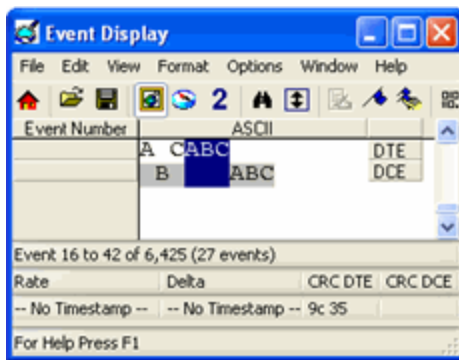 Event Display
File Edit View Format Options Window Help
2
Event Number ASCII
A CABC DTE
B ABC DCE
Event 16 to 42 of 6,425 (27 events)
Rate Delta CRC DTE CRC DCE
-- No Timestamp -- -- No Timestamp -- 9c 35
For Help Press F1